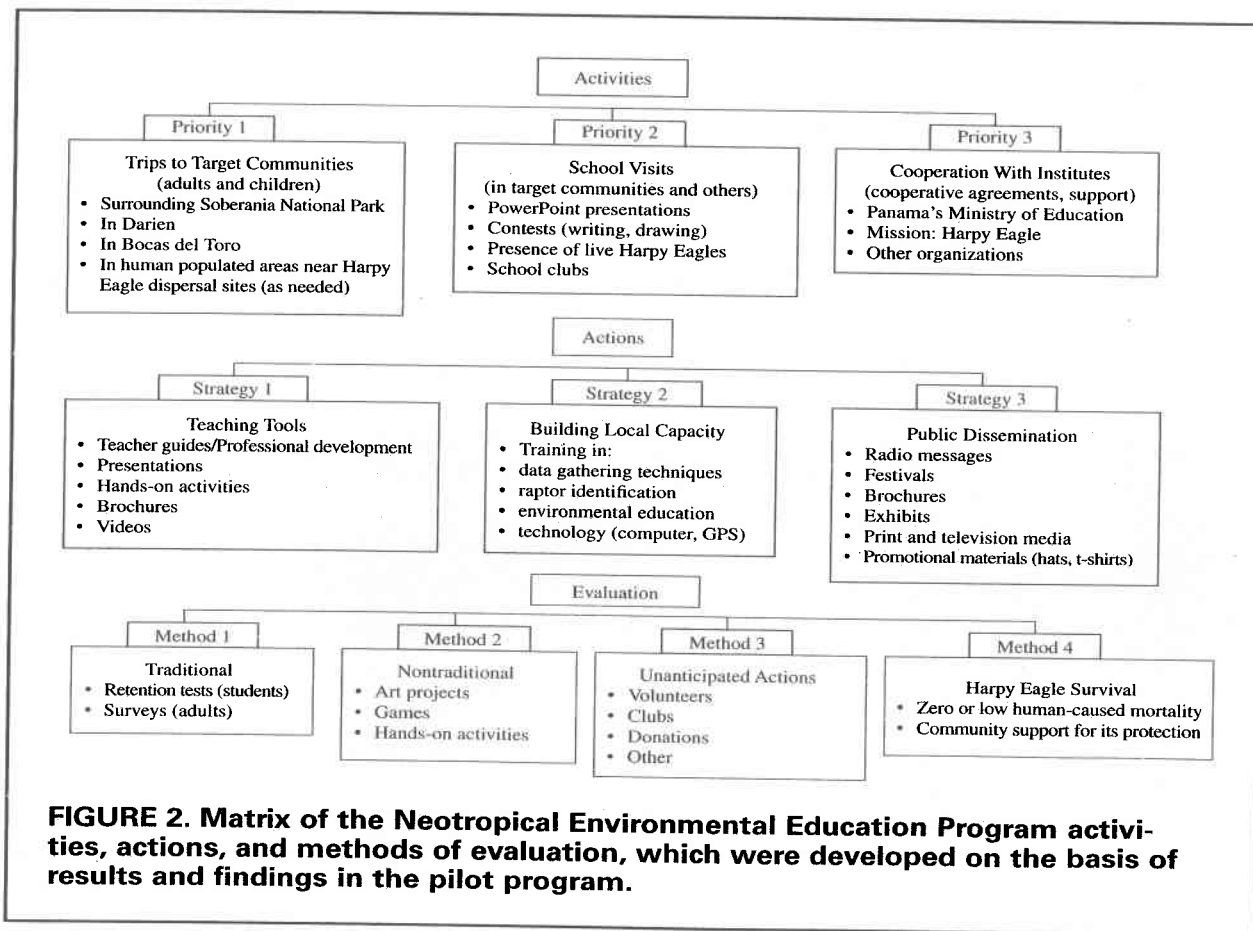 Activities
Priority 1
Trips to Target Communities
(adults and children)
• Surrounding Soberania National Park
• In Darien
• In Bocas del Toro
• In human populated areas near Harpy
Eagle dispersal sites (as needed)
Priority 2
School Visits
(in target communities and others)
• PowerPoint presentations
• Contests (writing, drawing)
• Presence of live Harpy Eagles
• School clubs
Priority 3
Cooperation With Institutes
(cooperative agreements, support)
• Panama's Ministry of Education
• Mission: Harpy Eagle
• Other organizations
Actions
Strategy 1
Teaching Tools
• Teacher guides/Professional development
• Presentations
• Hands-on activities
• Brochures
• Videos
Strategy 2
Building Local Capacity
• Training in:
• data gathering techniques
• raptor identification
• environmental education
• technology (computer, GPS)
Strategy 3
Public Dissemination
• Radio messages
• Festivals
• Brochures
• Exhibits
• Print and television media
• Promotional materials (hats, t-shirts)
Evaluation
Method 1
Traditional
• Retention tests (students)
• Surveys (adults)
Method 2
Nontraditional
• Art projects
• Games
• Hands-on activities
Method 3
Unanticipated Actions
• Volunteers
• Clubs
• Donations
• Other
Method 4
Harpy Eagle Survival
• Zero or low human-caused mortality
• Community support for its protection
FIGURE 2. Matrix of the Neotropical Environmental Education Program activi-
ties, actions, and methods of evaluation, which were developed on the basis of
results and findings in the pilot program.